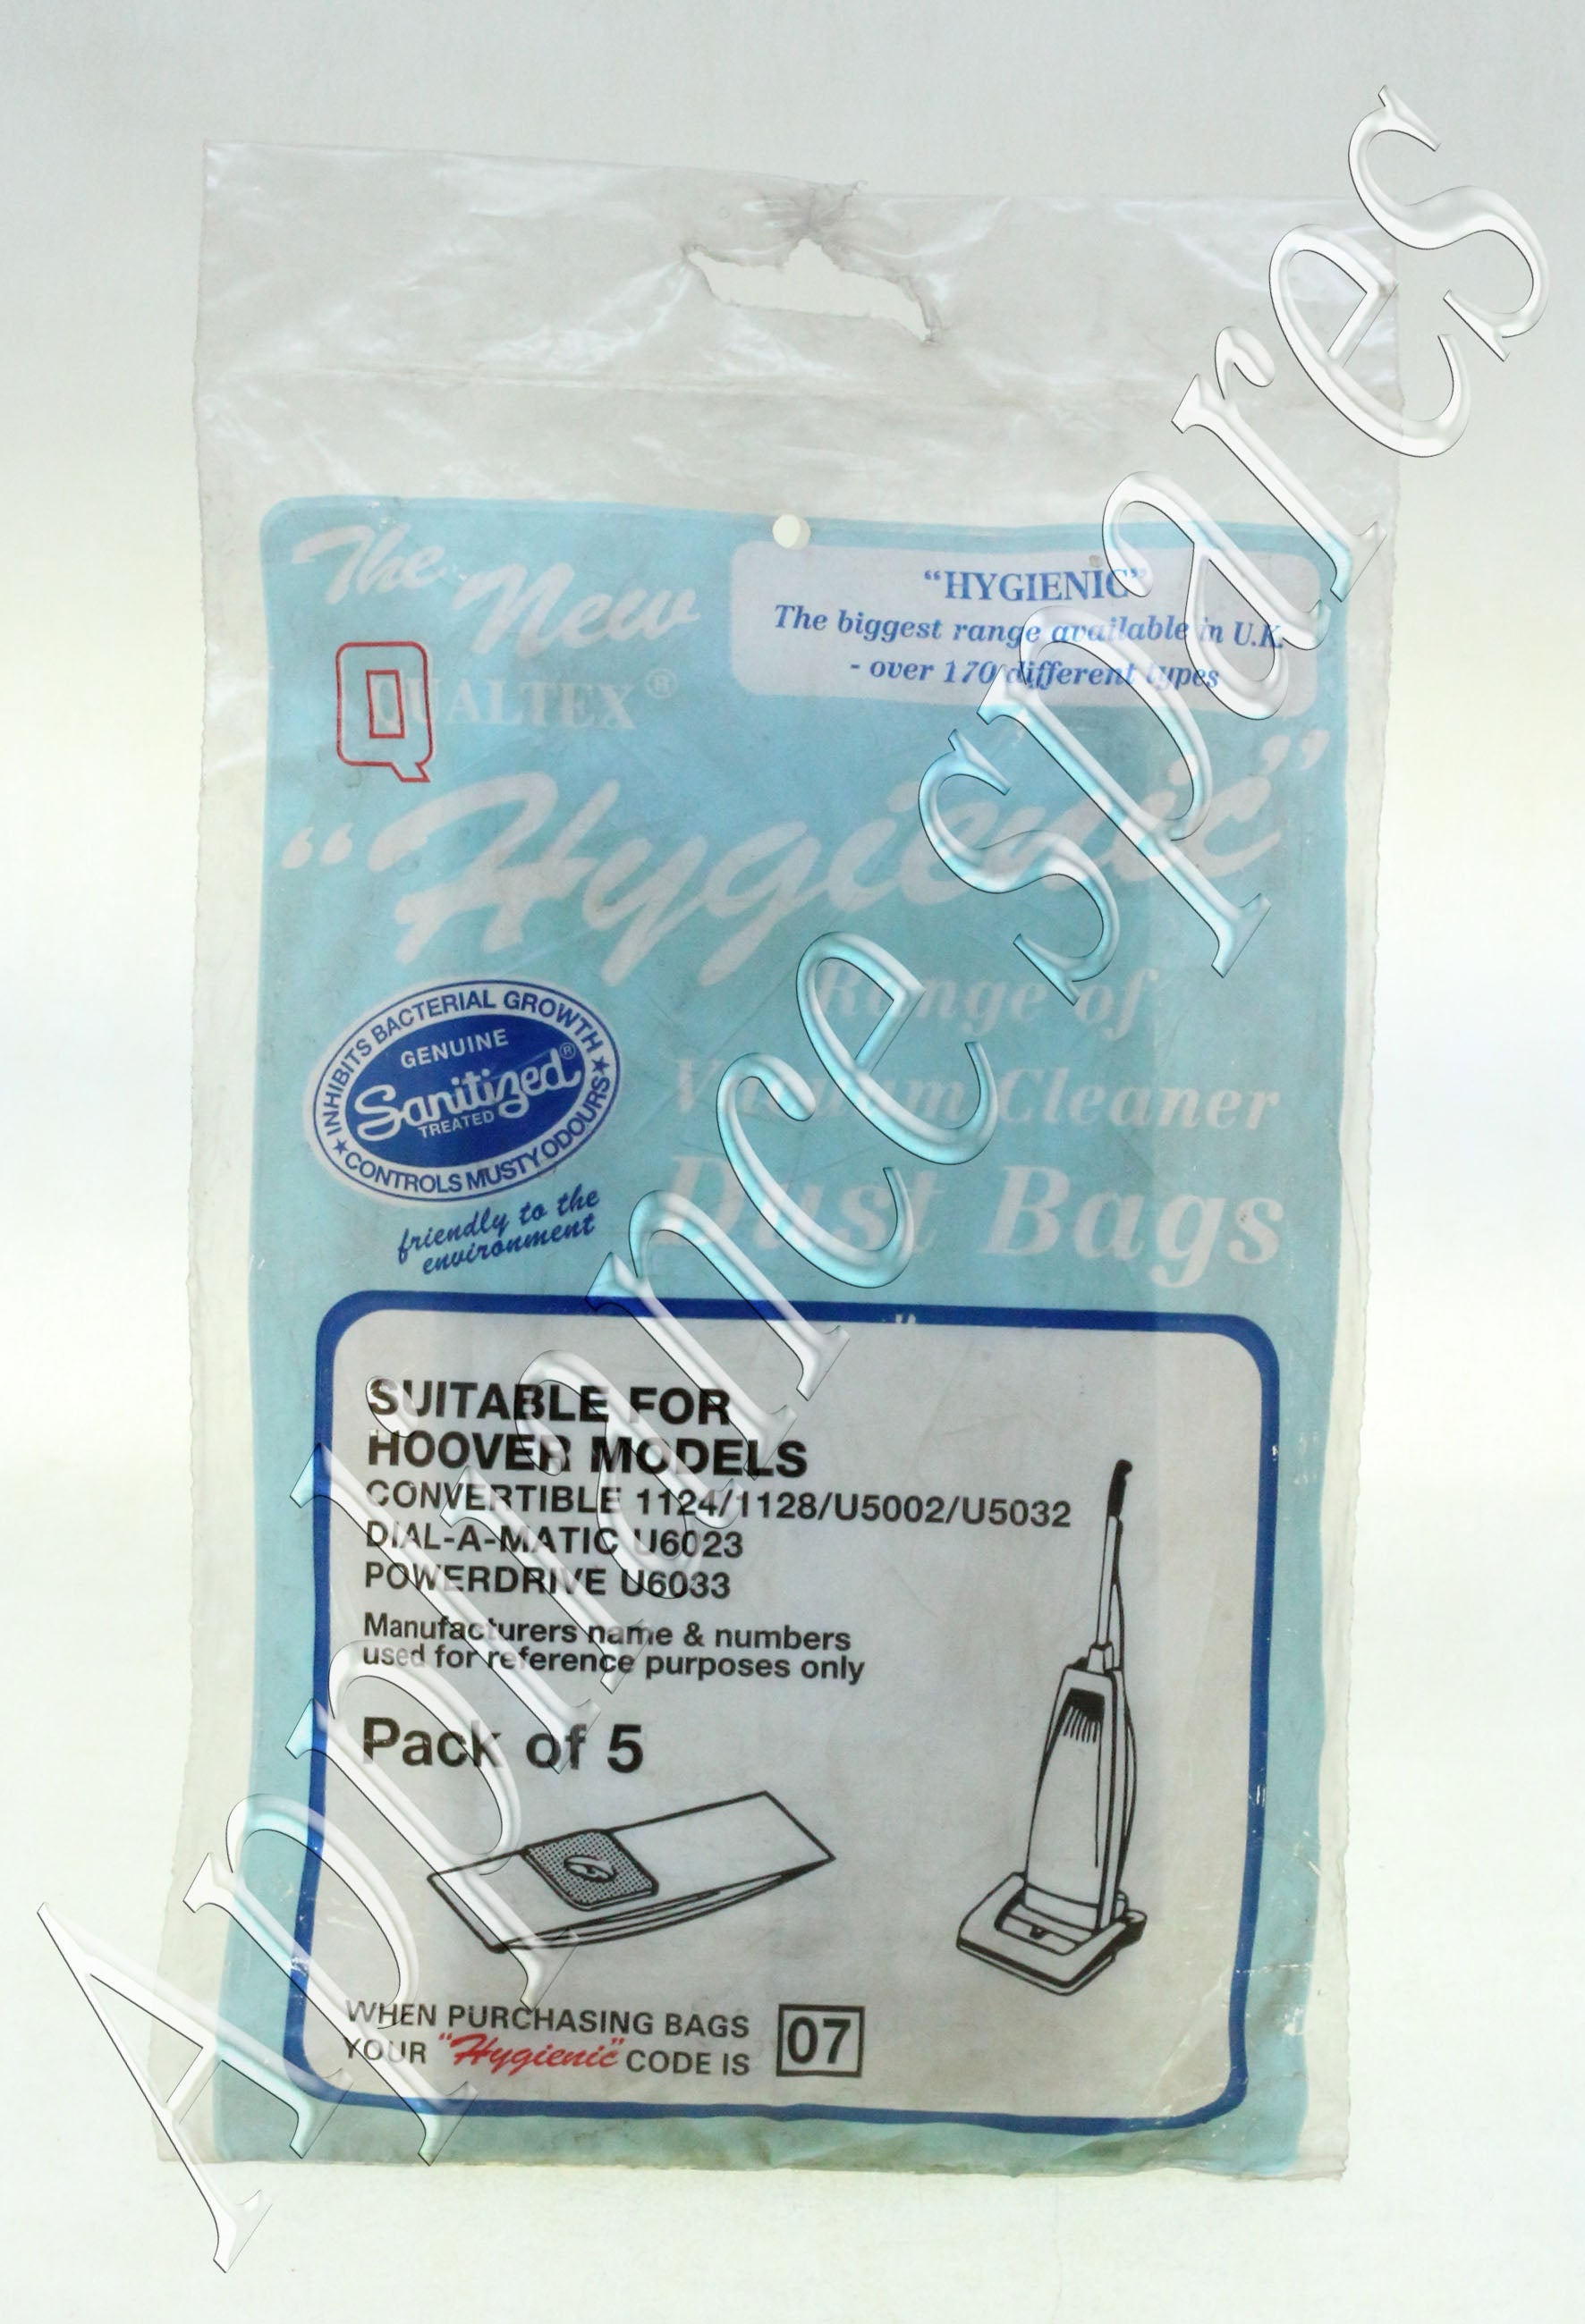 The New
QUALTEX®
"HYGIENIC"
The biggest range available in U.K.
- over 170 different types
"Hygienic"
Range of
Vacuum Cleaner
Dust Bags
INHIBITS BACTERIAL GROWTH
GENUINE
Sanitized®
TREATED
CONTROLS MUSTY ODOURS
friendly to the
environment
SUITABLE FOR
HOOVER MODELS
CONVERTIBLE 1124/1128/U5002/U5032
DIAL-A-MATIC U6023
POWERDRIVE U6033
Manufacturers name & numbers
used for reference purposes only
Pack of 5
WHEN PURCHASING BAGS
YOUR "Hygienic" CODE IS 07
Appliance spares